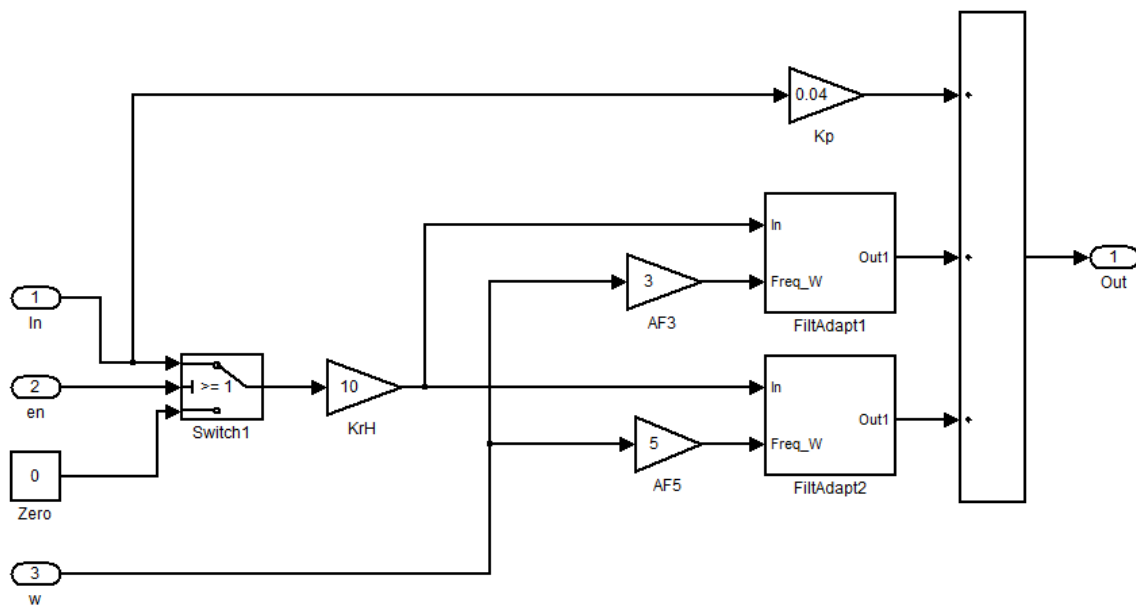 0.04
Kp
In
Out1
Freq_W
FiltAdapt1
3
AF3
1
Out
1
In
2
en
>= 1
Switch1
10
KrH
In
Out1
Freq_W
FiltAdapt2
5
AF5
0
Zero
3
w